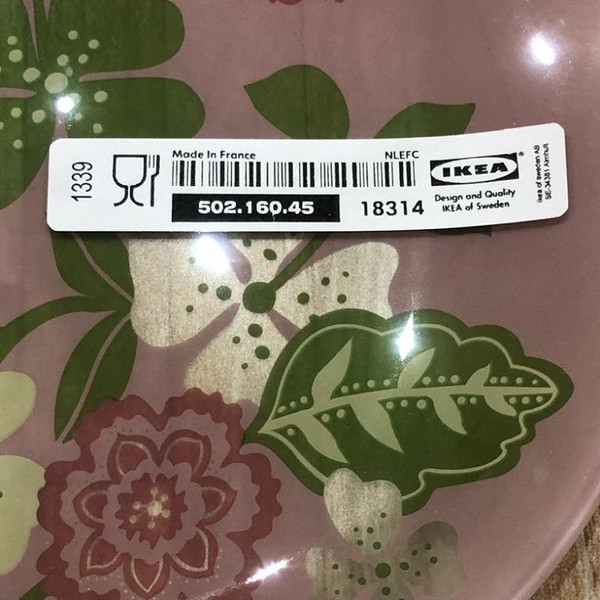 1339
Made In France
NLEFC
502.160.45
18314
IKEA®
Design and Quality
IKEA of Sweden
Ikea of Sweden AB
SE-34381 Älmhult